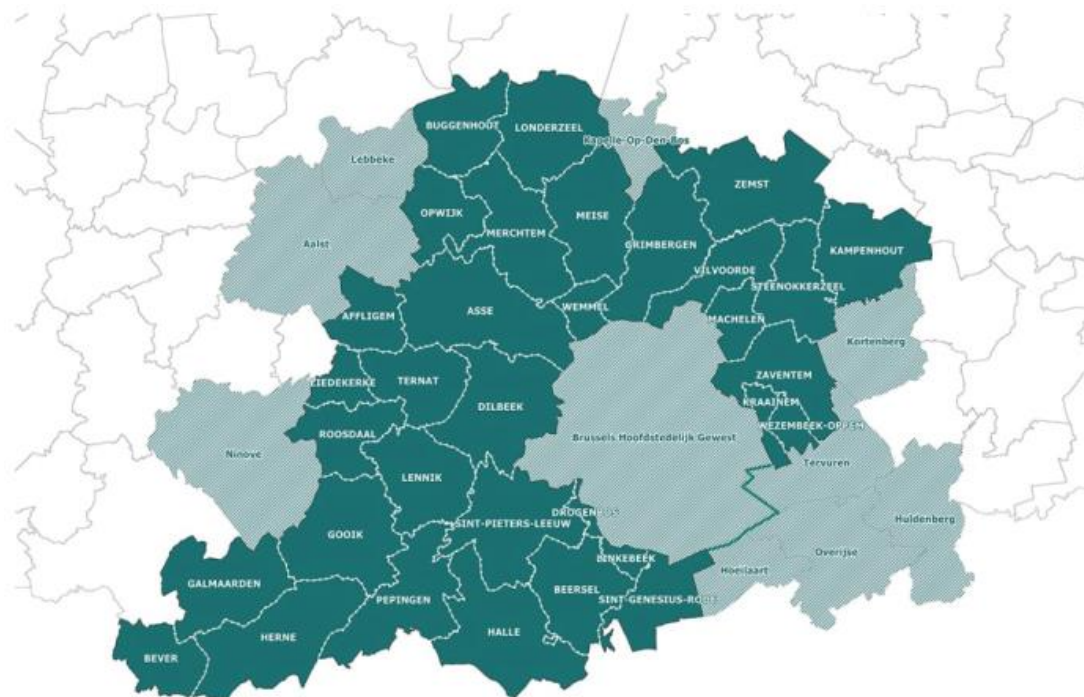 BUGGENHOUT
LONDERZEEL
Kapelle-Op-Den-Bos
Lebbeke
ZEMST
OPWIJK
MEISE
MERCHTEM
Aalst
GRIMBERGEN
KAMPENHOUT
VILVOORDE
STEENOKKERZEEL
WEMMEL
ASSE
AFFLIGEM
MACHELEN
Kortenberg
ZAVENTEM
LIEDEKERKE
TERNAT
KRAAINEM
DILBEEK
WEZEMBEEK-OPPEM
ROOSDAAL
Brussels Hoofdstedelijk Gewest
Ninove
Tervuren
LENNIK
DROGENBOS
SINT-PIETERS-LEEUW
Huldenberg
GOOIK
LINKEBEEK
Overijse
Hoeilaart
GALMAARDEN
BEERSEL
PEPINGEN
SINT-GENESIUS-RODE
HALLE
HERNE
BEVER